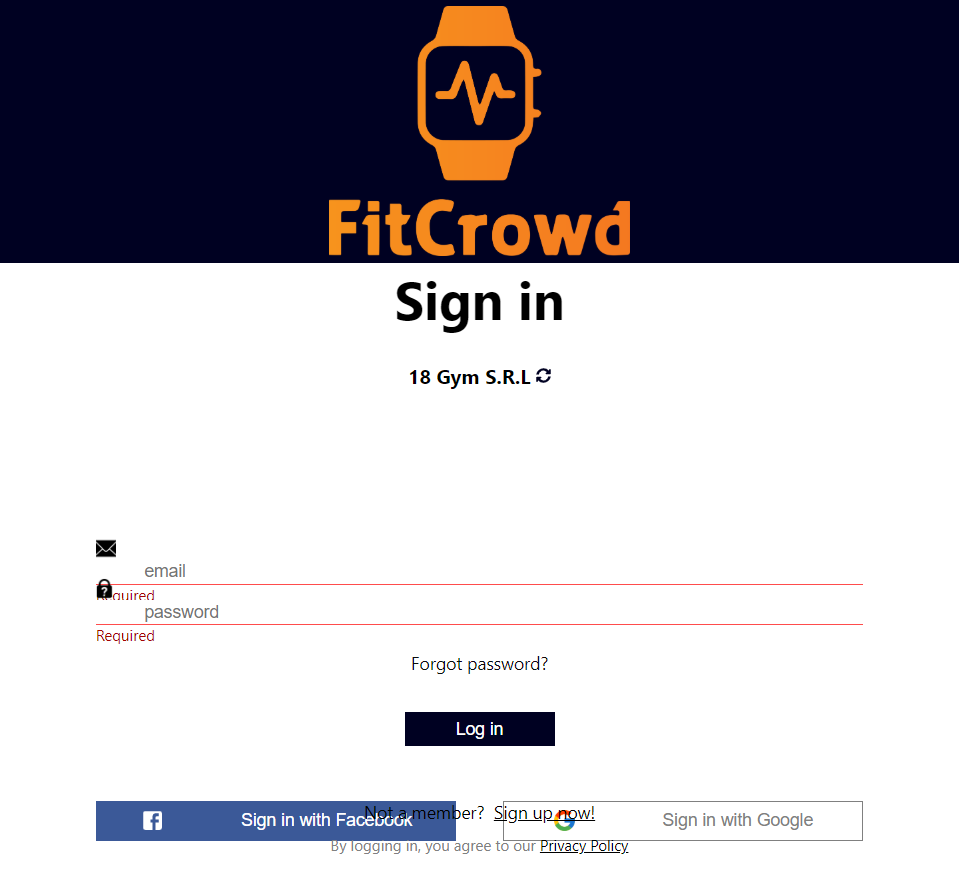 FitCrowd
Sign in
18 Gym S.R.L
email
Required
password
Required
Forgot password?
Log in
Not a member? Sign up now!
Sign in with Facebook
Sign in with Google
By logging in, you agree to our Privacy Policy